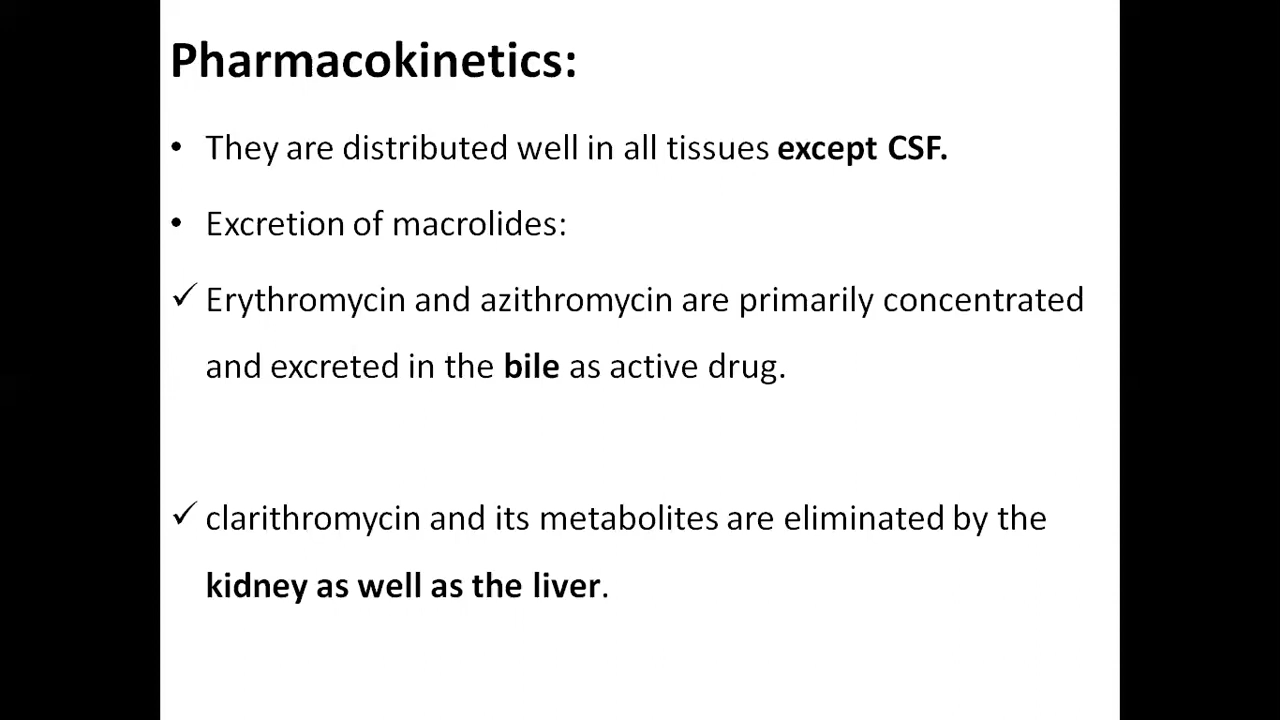 Pharmacokinetics:
• They are distributed well in all tissues except CSF.
• Excretion of macrolides:
✓ Erythromycin and azithromycin are primarily concentrated
and excreted in the bile as active drug.
✓ clarithromycin and its metabolites are eliminated by the
kidney as well as the liver.